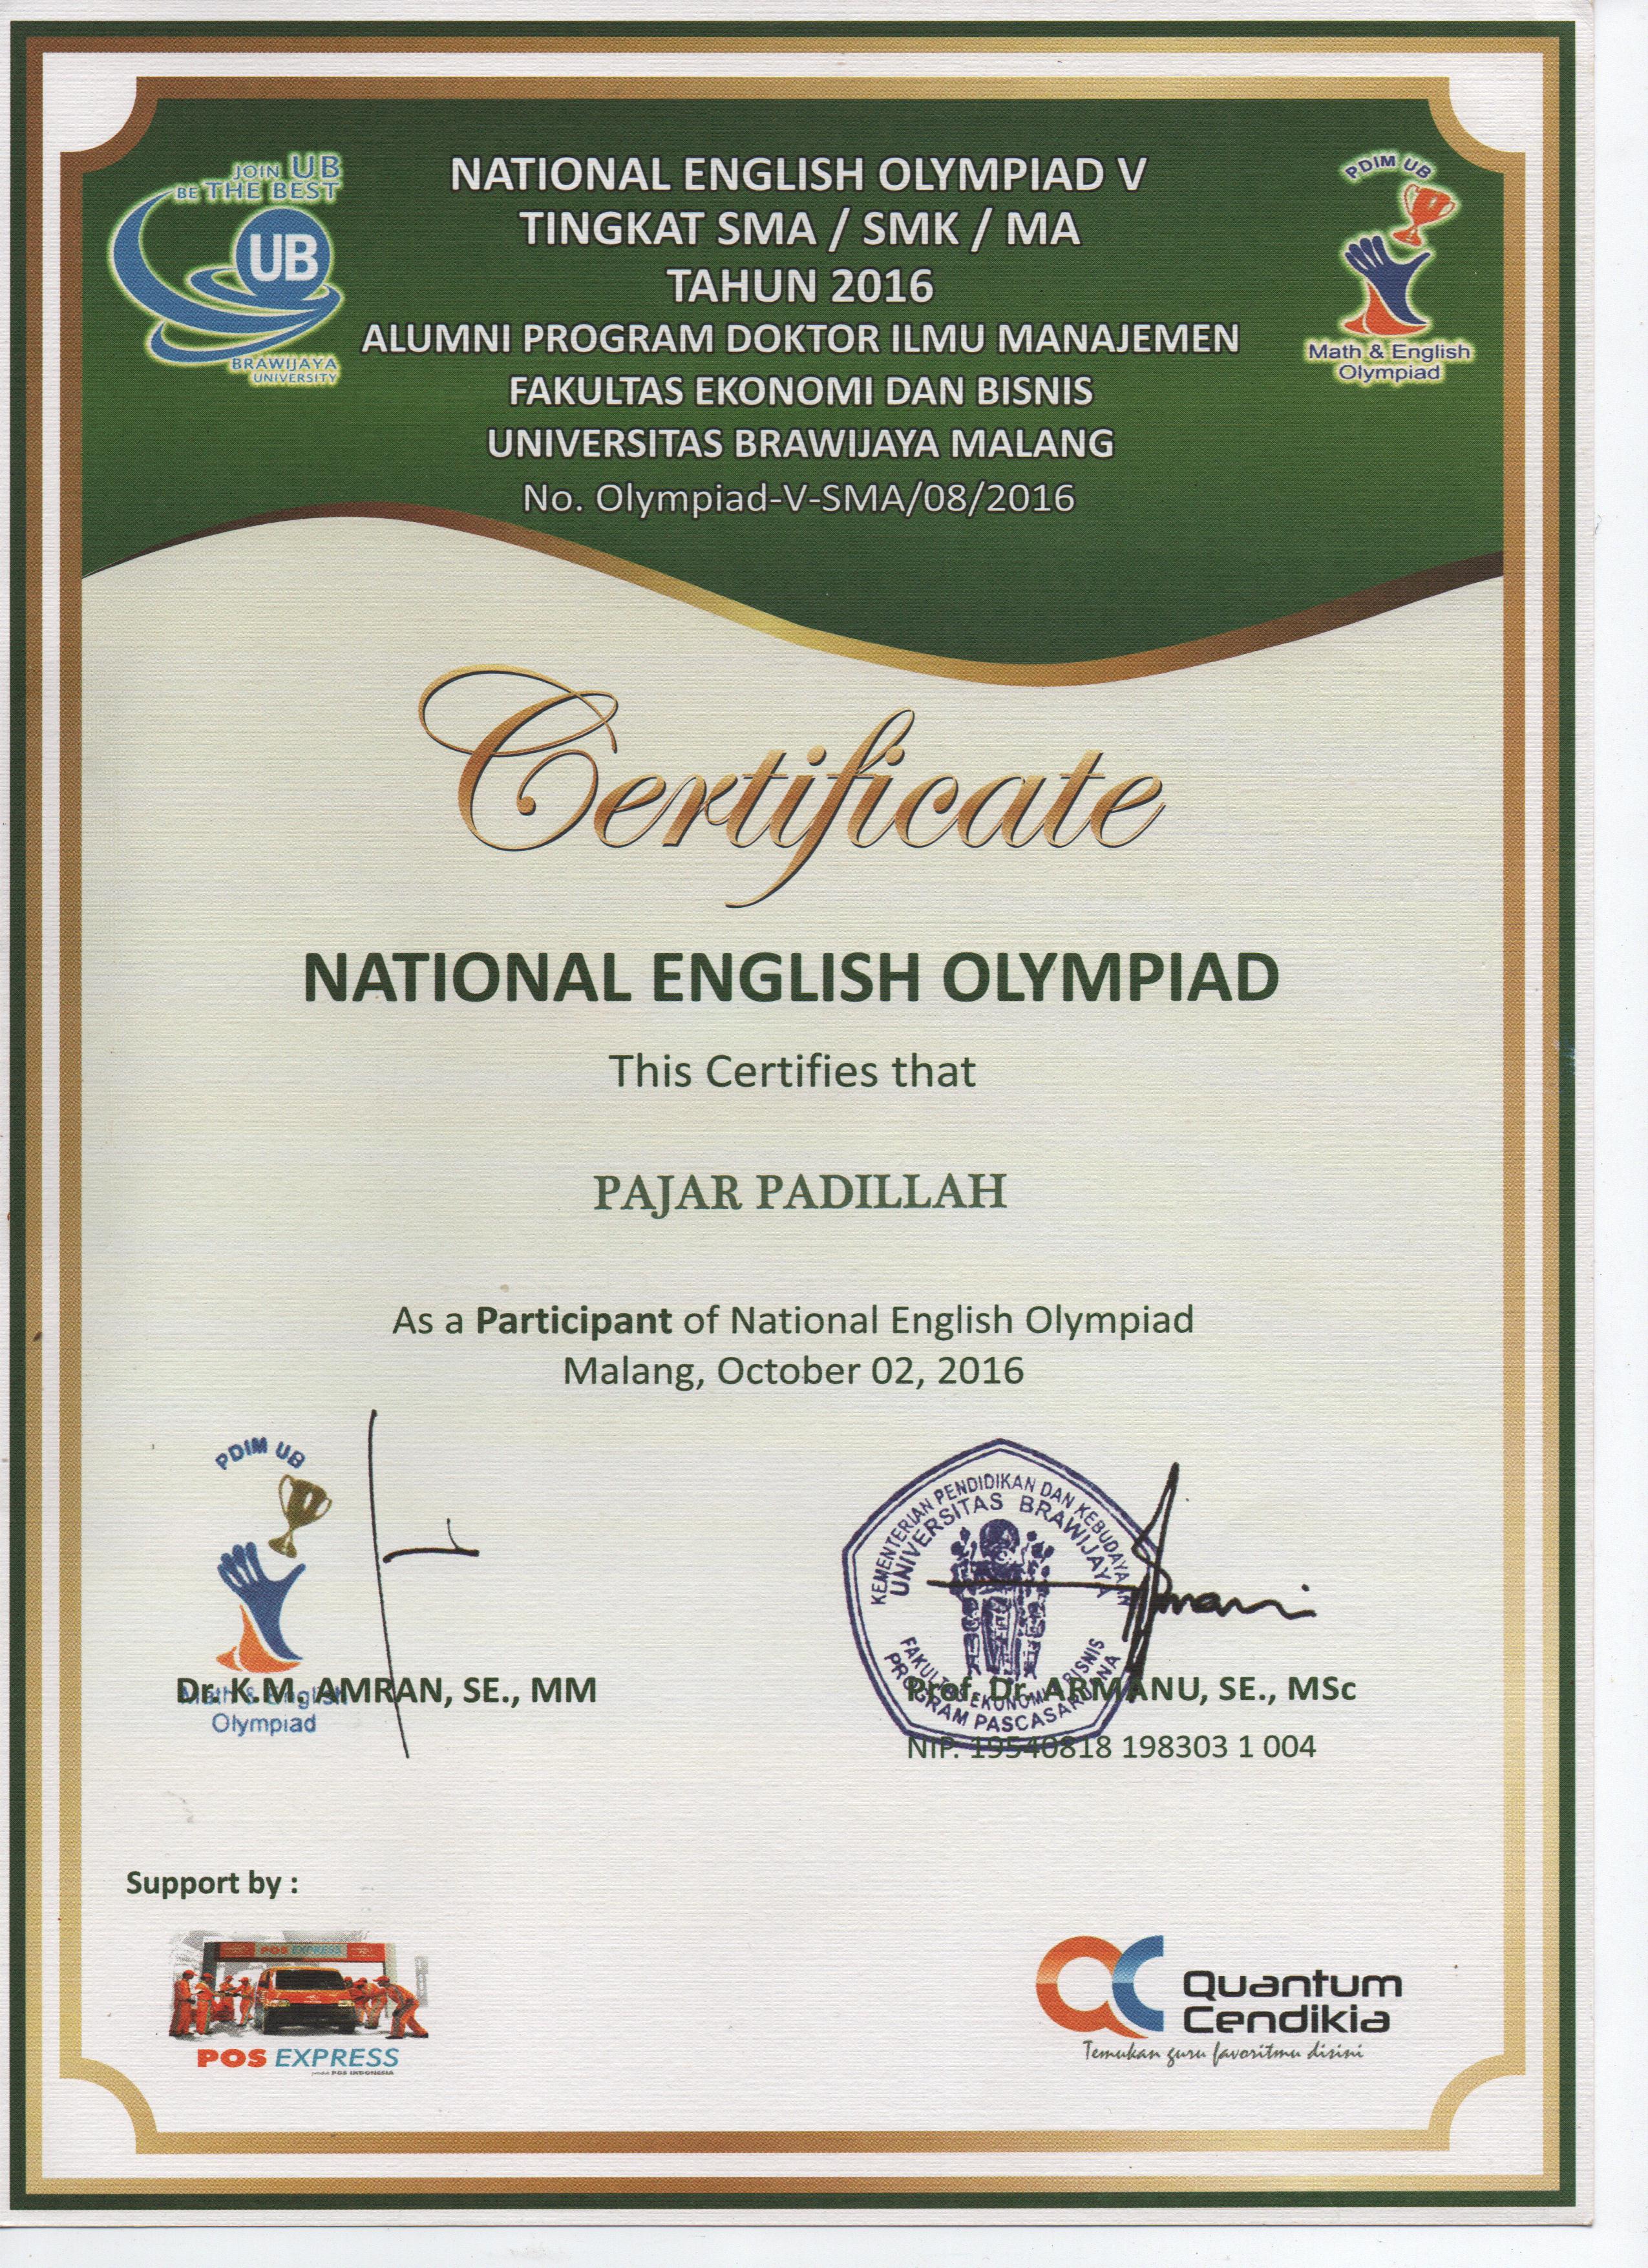 JOIN UB
BE THE BEST
UB
BRAWIJAYA
UNIVERSITY
NATIONAL ENGLISH OLYMPIAD V
TINGKAT SMA / SMK / MA
TAHUN 2016
ALUMNI PROGRAM DOKTOR ILMU MANAJEMEN
FAKULTAS EKONOMI DAN BISNIS
UNIVERSITAS BRAWIJAYA MALANG
No. Olympiad-V-SMA/08/2016
PDIM UB
Math & English
Olympiad
Certificate
NATIONAL ENGLISH OLYMPIAD
This Certifies that
PAJAR PADILLAH
As a Participant of National English Olympiad
Malang, October 02, 2016
PDIM UB
Math & English
Olympiad
Dr. K.M. AMRAN, SE., MM
KEMENTERIAN PENDIDIKAN DAN KEBUDAYAAN
UNIVERSITAS BRAWIJAYA
FAKULTAS EKONOMI BISNIS
PROGRAM PASCASARJANA
Prof. Dr. ARMANU, SE., MSc
NIP. 19540818 198303 1 004
Support by :
POS EXPRESS
POS EXPRESS
POS INDONESIA
QC
Quantum
Cendikia
Temukan guru favoritmu disini